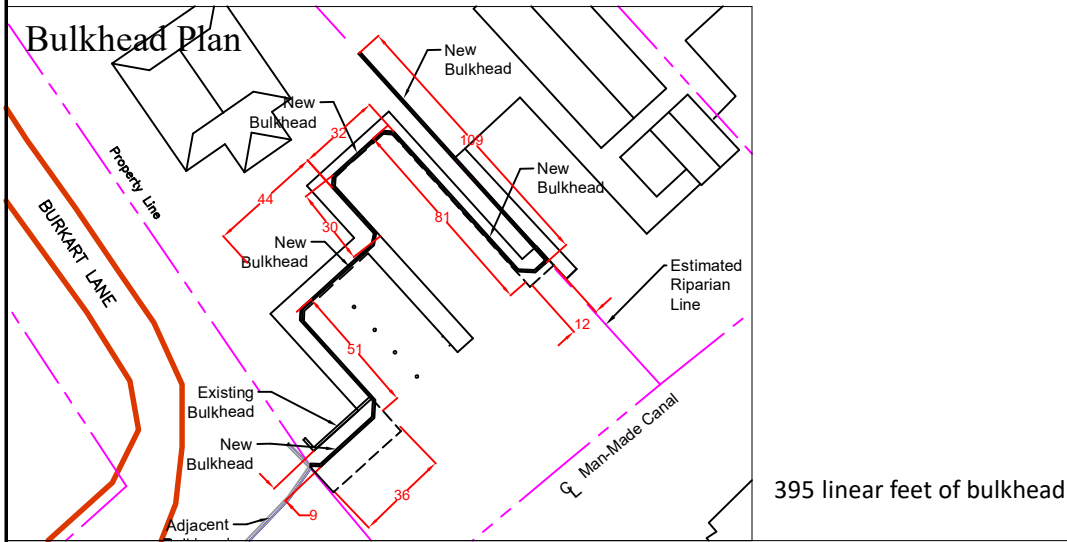 Bulkhead Plan
New
Bulkhead
New
Bulkhead
32
109
New
Bulkhead
Property Line
44
81
30
BURKART LANE
New
Bulkhead
Estimated
Riparian
Line
12
51
Existing
Bulkhead
Man-Made Canal
New
Bulkhead
36
395 linear feet of bulkhead
9
Adjacent